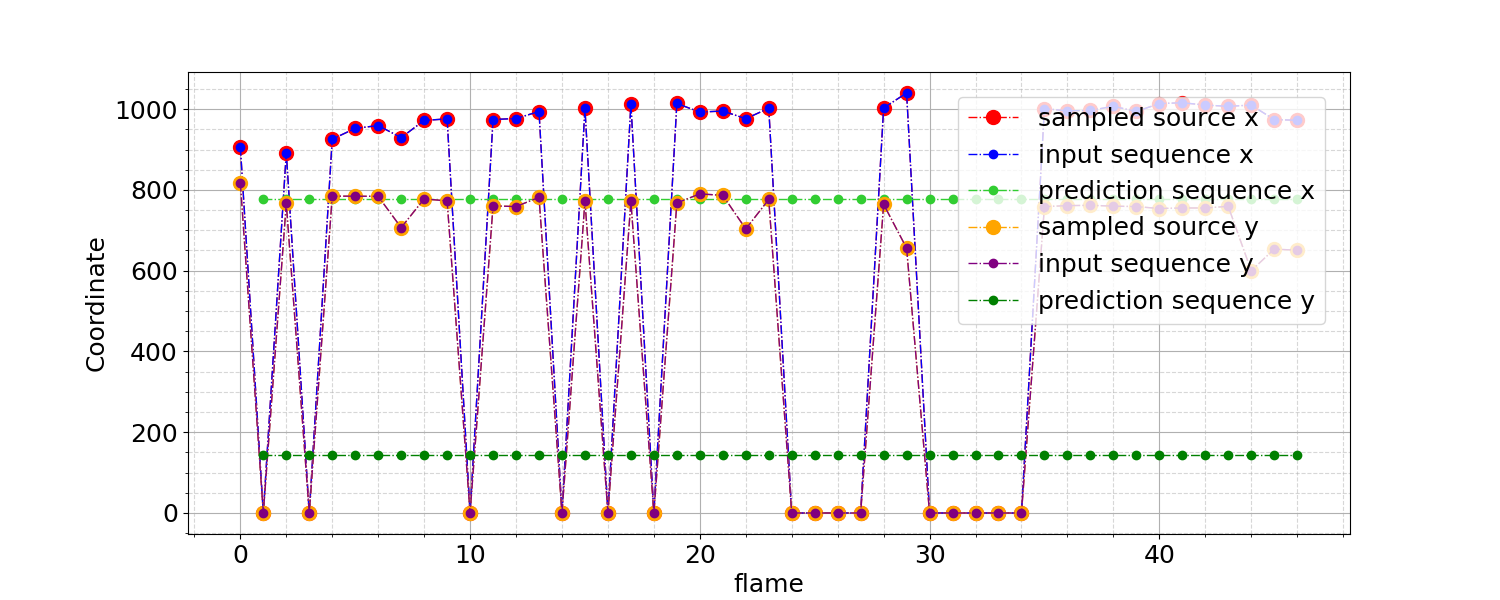 1000
800
600
400
200
0
Coordinate
sampled source x
input sequence x
prediction sequence x
sampled source y
input sequence y
prediction sequence y
0 10 20 30 40
flame